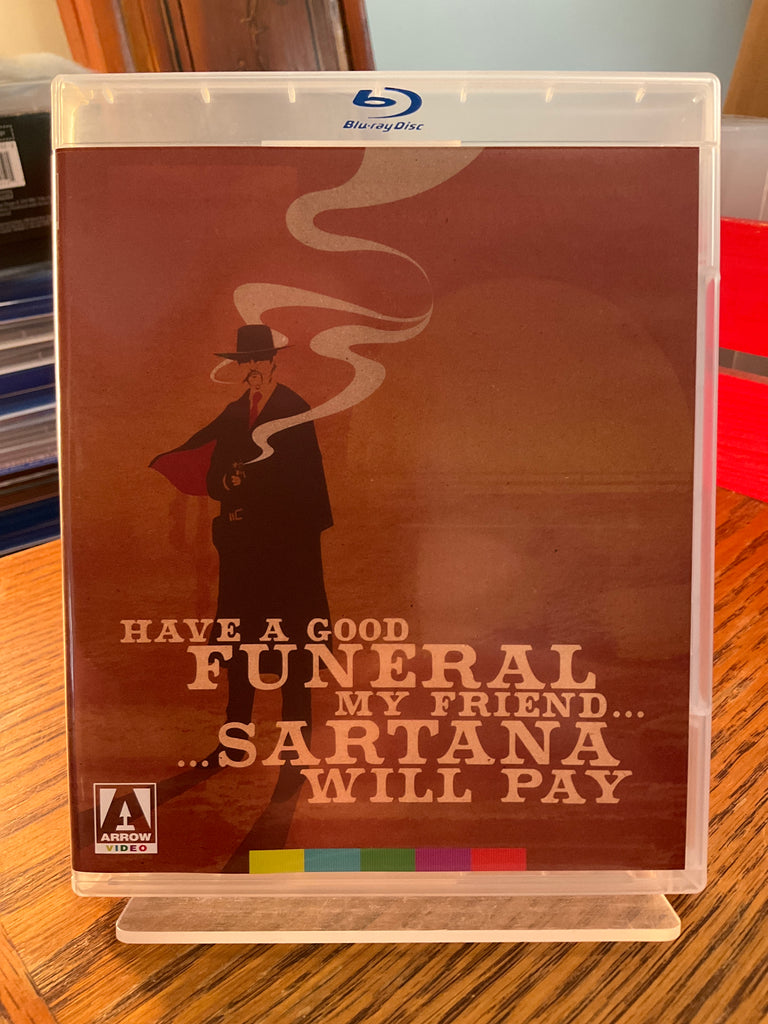 Blu-ray Disc
HAVE A GOOD
FUNERAL
MY FRIEND...
...SARTANA
WILL PAY
ARROW
VIDEO